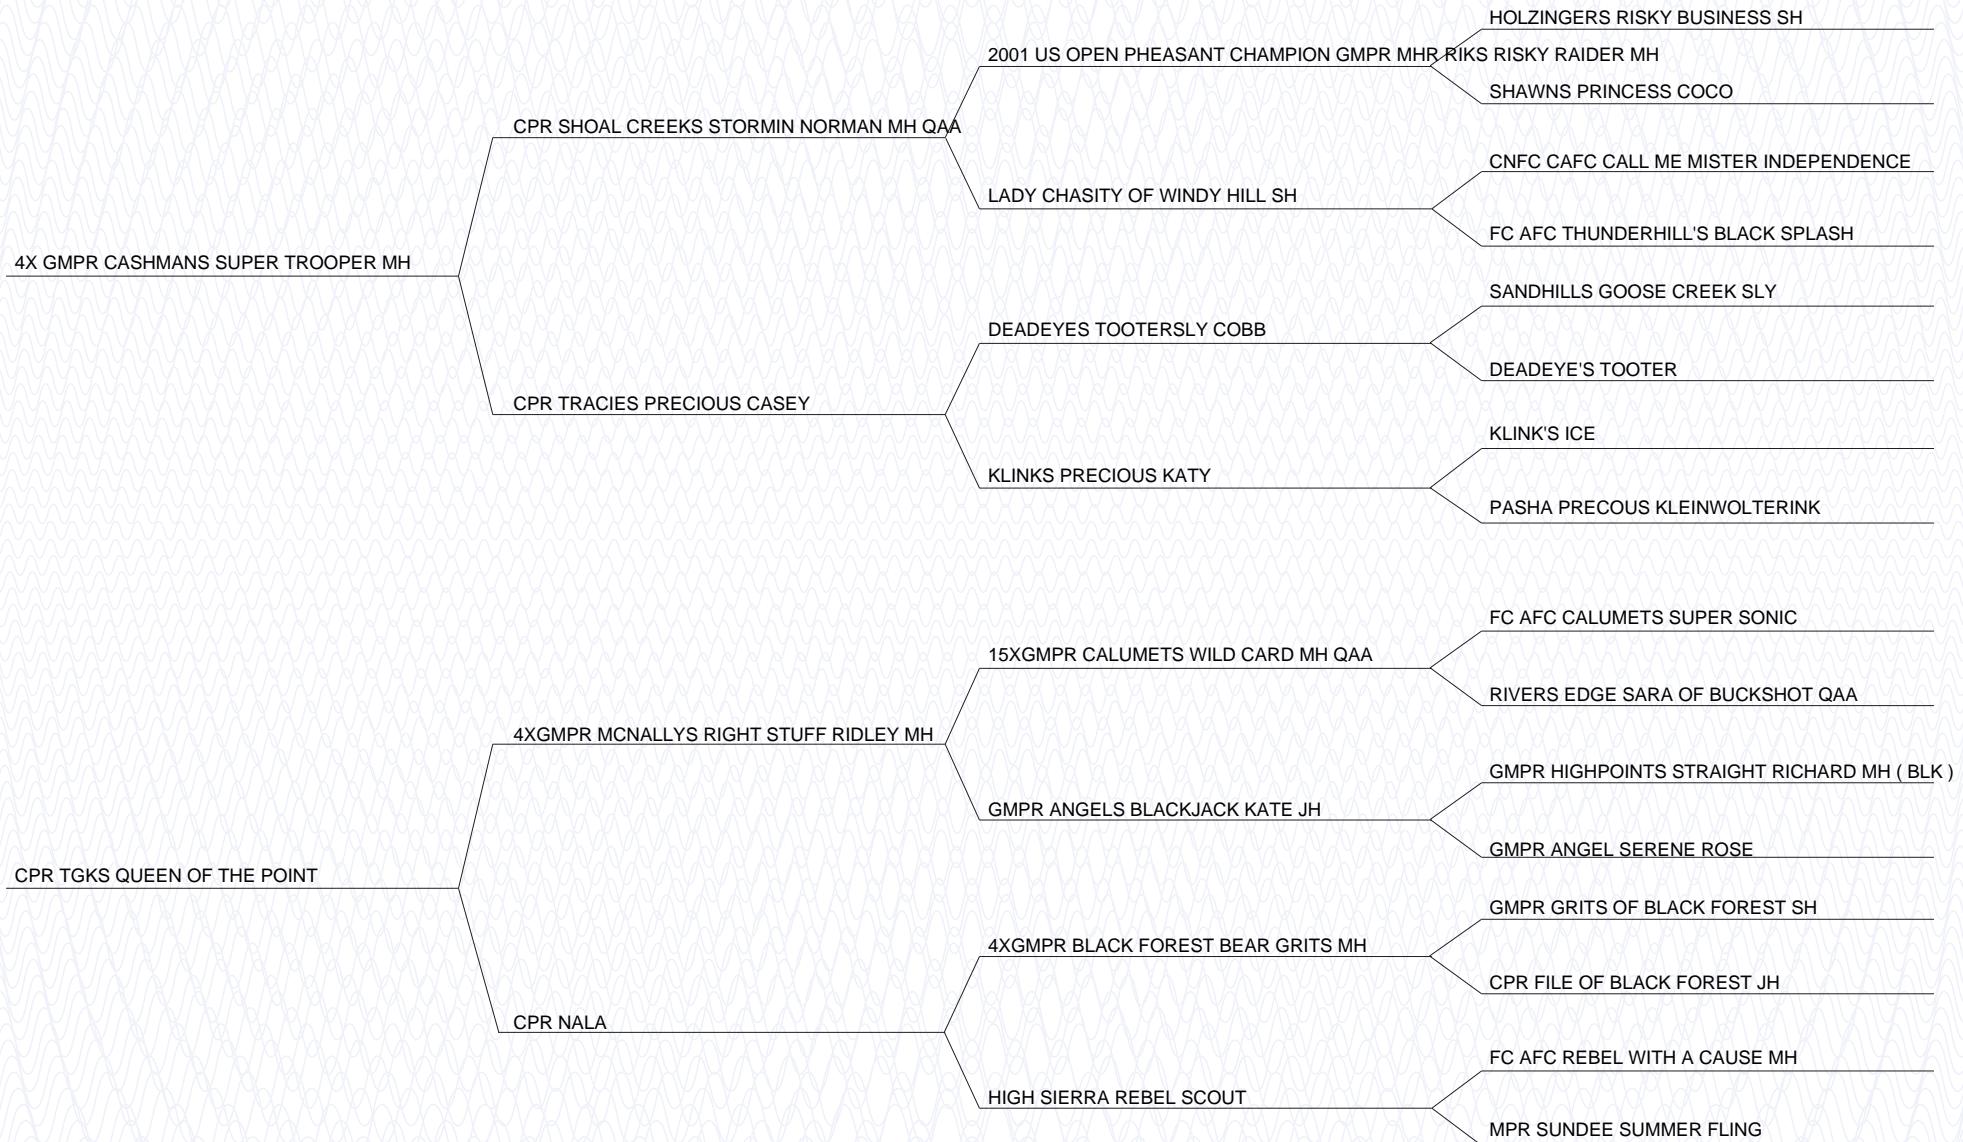 HOLZINGERS RISKY BUSINESS SH
2001 US OPEN PHEASANT CHAMPION GMPR MHR RIKS RISKY RAIDER MH
SHAWNS PRINCESS COCO
CPR SHOAL CREEKS STORMIN NORMAN MH QAA
CNFC CAFC CALL ME MISTER INDEPENDENCE
LADY CHASITY OF WINDY HILL SH
FC AFC THUNDERHILL'S BLACK SPLASH
4X GMPR CASHMANS SUPER TROOPER MH
SANDHILLS GOOSE CREEK SLY
DEADEYES TOOTERSLY COBB
DEADEYE'S TOOTER
CPR TRACIES PRECIOUS CASEY
KLINK'S ICE
KLINKS PRECIOUS KATY
PASHA PRECOUS KLEINWOLTERINK
FC AFC CALUMETS SUPER SONIC
15XGMPR CALUMETS WILD CARD MH QAA
RIVERS EDGE SARA OF BUCKSHOT QAA
4XGMPR MCNALLYS RIGHT STUFF RIDLEY MH
GMPR HIGHPOINTS STRAIGHT RICHARD MH ( BLK )
GMPR ANGELS BLACKJACK KATE JH
GMPR ANGEL SERENE ROSE
CPR TGKS QUEEN OF THE POINT
GMPR GRITS OF BLACK FOREST SH
4XGMPR BLACK FOREST BEAR GRITS MH
CPR FILE OF BLACK FOREST JH
CPR NALA
FC AFC REBEL WITH A CAUSE MH
HIGH SIERRA REBEL SCOUT
MPR SUNDEE SUMMER FLING